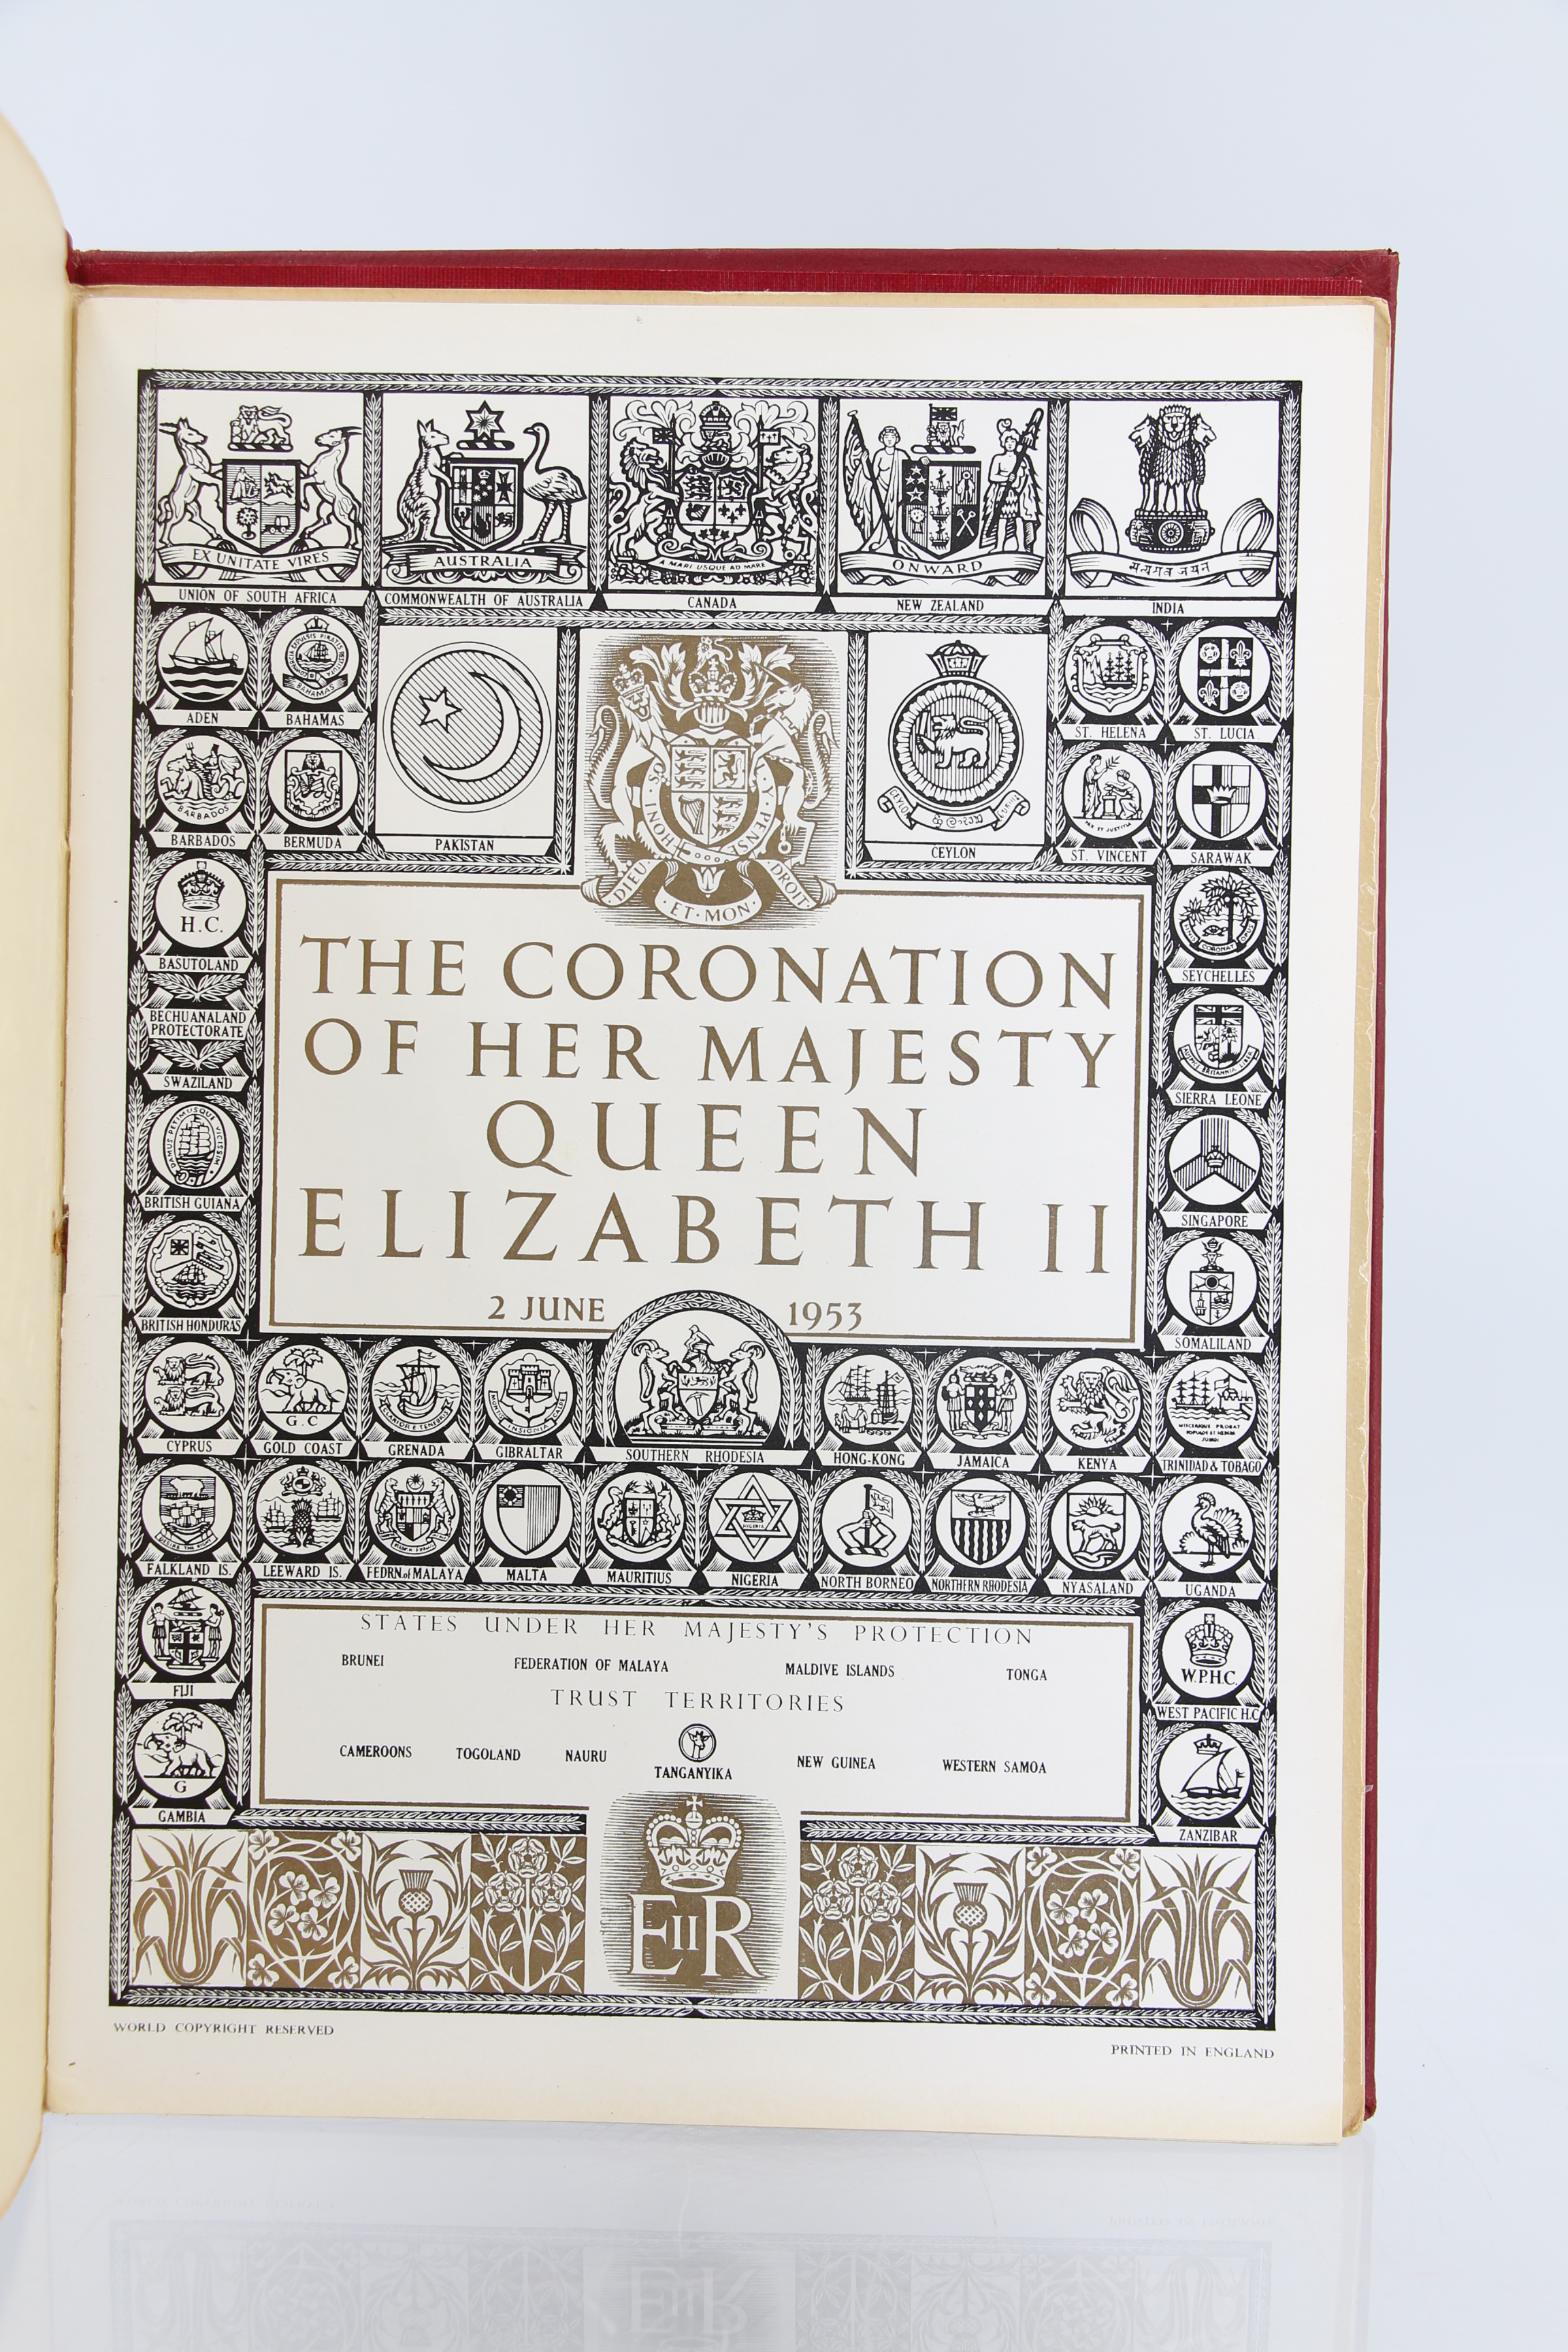 EX UNITATE VIRES
AUSTRALIA
A MARI USQUE AD MARE
ONWARD
UNION OF SOUTH AFRICA
COMMONWEALTH OF AUSTRALIA
CANADA
NEW ZEALAND
INDIA
BAHAMAS
ADEN
BAHAMAS
ST. HELENA
ST. LUCIA
BARBADOS
BARBADOS
BERMUDA
PAKISTAN
CEYLON
ST. VINCENT
SARAWAK
DIEU · ET · MON · DROIT
H.C.
BASUTOLAND
SEYCHELLES
BECHUANALAND
PROTECTORATE
SWAZILAND
SIERRA LEONE
THE CORONATION
OF HER MAJESTY
QUEEN
ELIZABETH II
2 JUNE 1953
DAMUS PETIMUSQUE VICISSIM
BRITISH GUIANA
SINGAPORE
BRITISH HONDURAS
SOMALILAND
G.C
CYPRUS
GOLD COAST
GRENADA
GIBRALTAR
SOUTHERN RHODESIA
HONG-KONG
JAMAICA
KENYA
TRINIDAD & TOBAGO
NIGERIA
FALKLAND IS.
LEEWARD IS.
FEDRN. of MALAYA
MALTA
MAURITIUS
NIGERIA
NORTH BORNEO
NORTHERN RHODESIA
NYASALAND
UGANDA
STATES UNDER HER MAJESTY'S PROTECTION
BRUNEI FEDERATION OF MALAYA MALDIVE ISLANDS TONGA
TRUST TERRITORIES
CAMEROONS TOGOLAND NAURU TANGANYIKA NEW GUINEA WESTERN SAMOA
FIJI
W.P.H.C.
WEST PACIFIC H.C.
G
GAMBIA
ZANZIBAR
EIIR
WORLD COPYRIGHT RESERVED
PRINTED IN ENGLAND